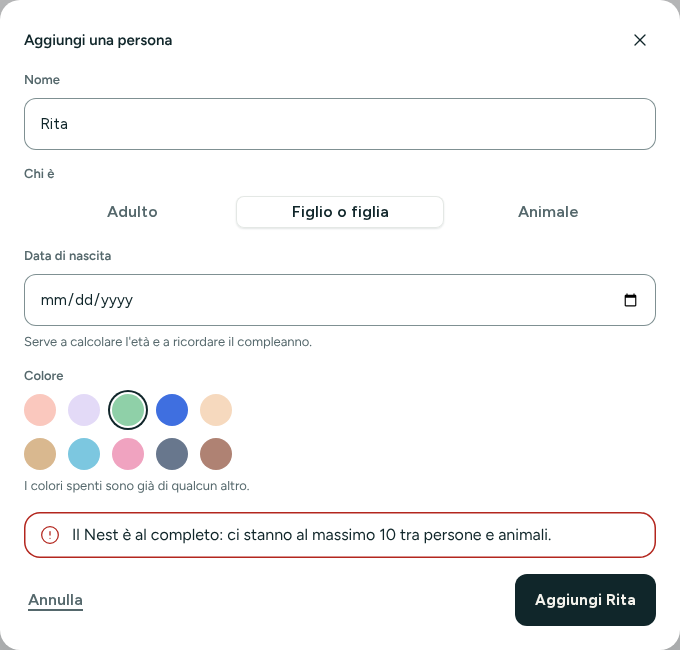 Aggiungi una persona
Nome
Rita
Chi è
Adulto Figlio o figlia Animale
Data di nascita
mm/dd/yyyy
Serve a calcolare l'età e a ricordare il compleanno.
Colore
I colori spenti sono già di qualcun altro.
Il Nest è al completo: ci stanno al massimo 10 tra persone e animali.
Annulla Aggiungi Rita